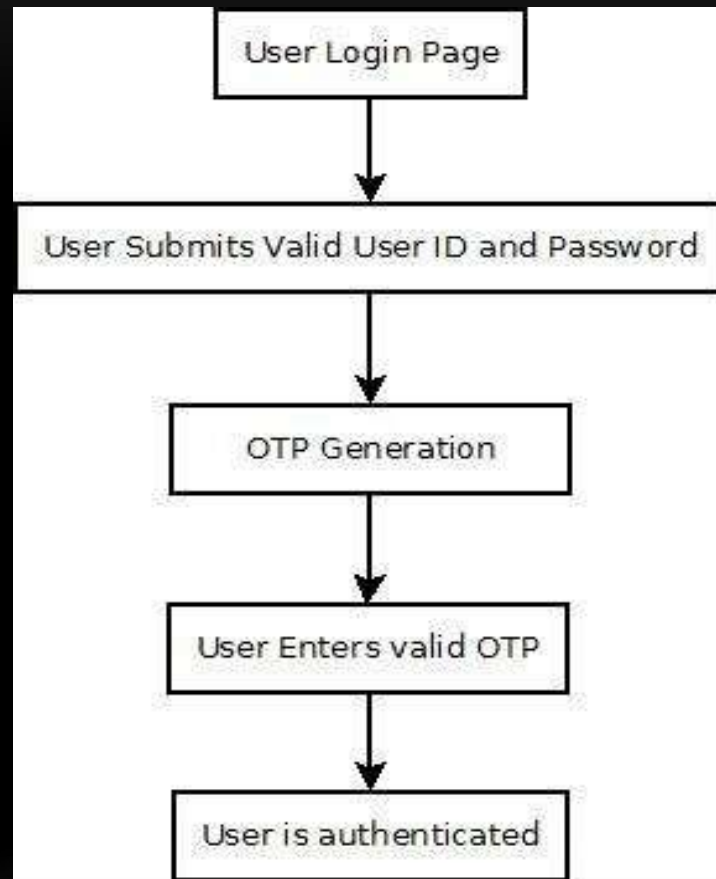 User Login Page
User Submits Valid User ID and Password
OTP Generation
User Enters valid OTP
User is authenticated